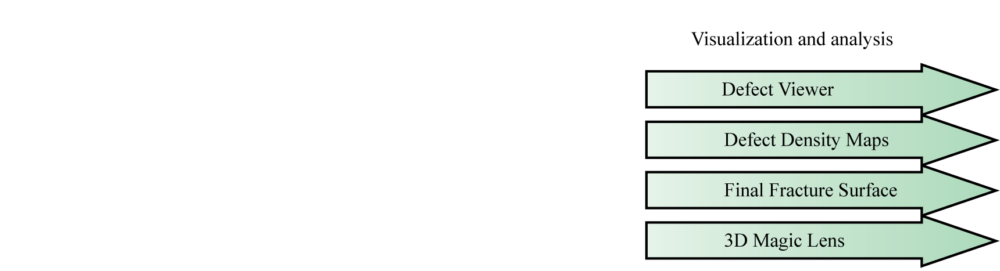 Visualization and analysis
Defect Viewer
Defect Density Maps
Final Fracture Surface
3D Magic Lens